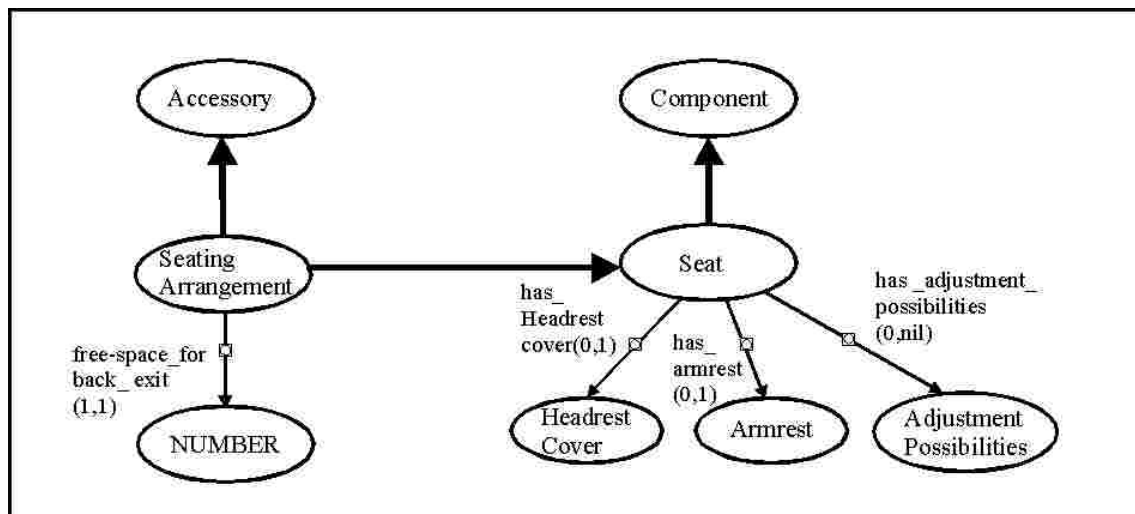 Accessory
Component
Seating
Arrangement
Seat
has_
Headrest
cover(0,1)
has_
armrest
(0,1)
has _adjustment_
possibilities
(0,nil)
free-space_for
back_ exit
(1,1)
NUMBER
Headrest
Cover
Armrest
Adjustment
Possibilities